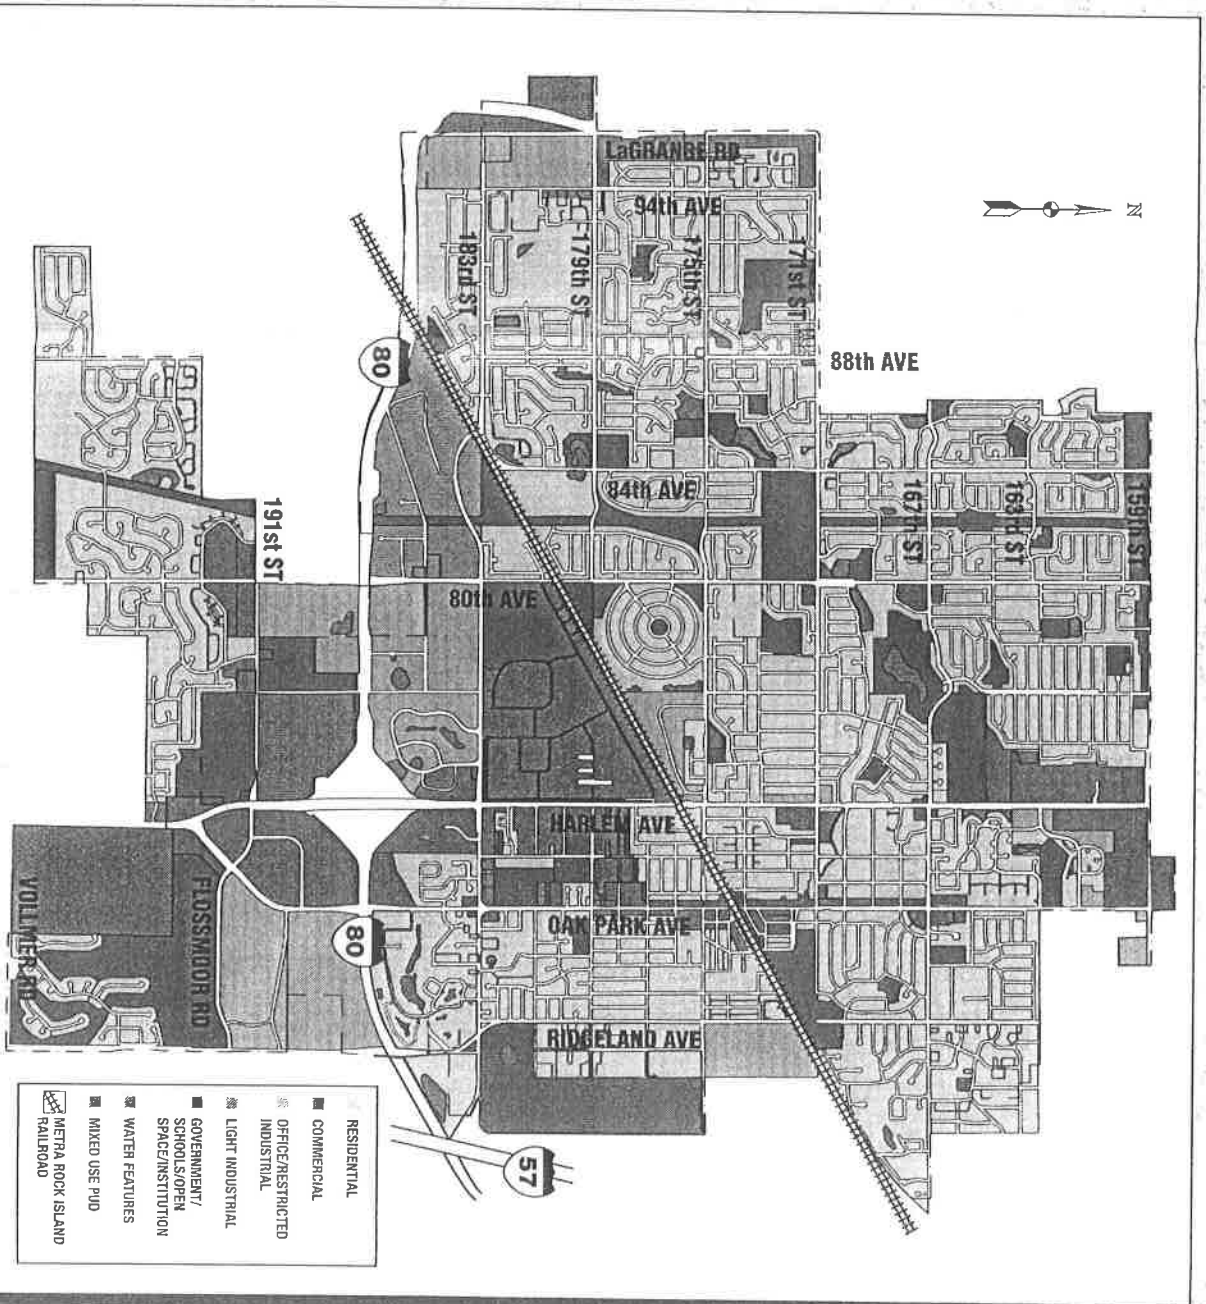 N
LaGRANGE RD
94th AVE
183rd ST
179th ST
175th ST
171st ST
88th AVE
80
84th AVE
167th ST
163rd ST
159th ST
191st ST
80th AVE
HARLEM AVE
OAK PARK AVE
80
FLOSSMOOR RD
VOLLMER RD
RIDGELAND AVE
57
RESIDENTIAL
COMMERCIAL
OFFICE/RESTRICTED
INDUSTRIAL
LIGHT INDUSTRIAL
GOVERNMENT/
SCHOOLS/OPEN
SPACE/INSTITUTION
WATER FEATURES
MIXED USE PUD
METRA ROCK ISLAND
RAILROAD